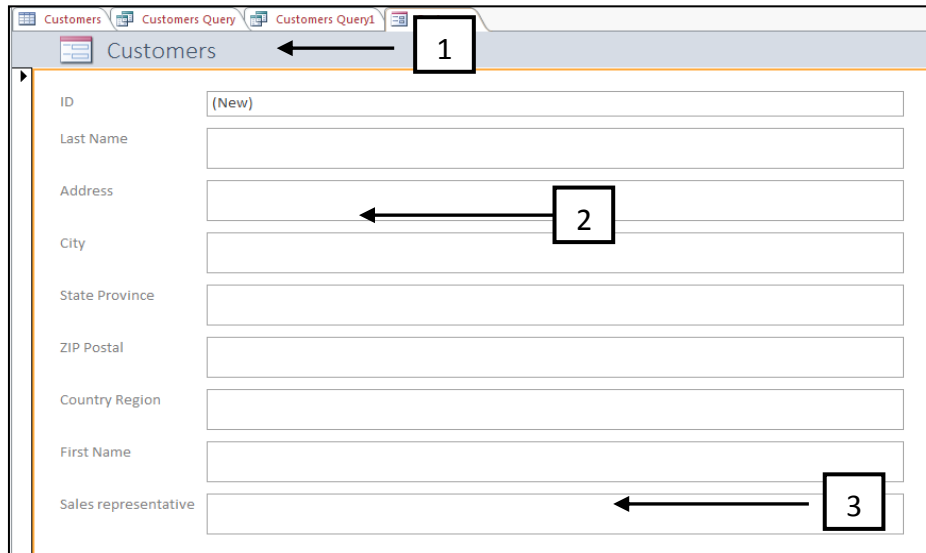 Customers Customers Query Customers Query1
Customers 1
ID (New)
Last Name
Address
2
City
State Province
ZIP Postal
Country Region
First Name
Sales representative 3